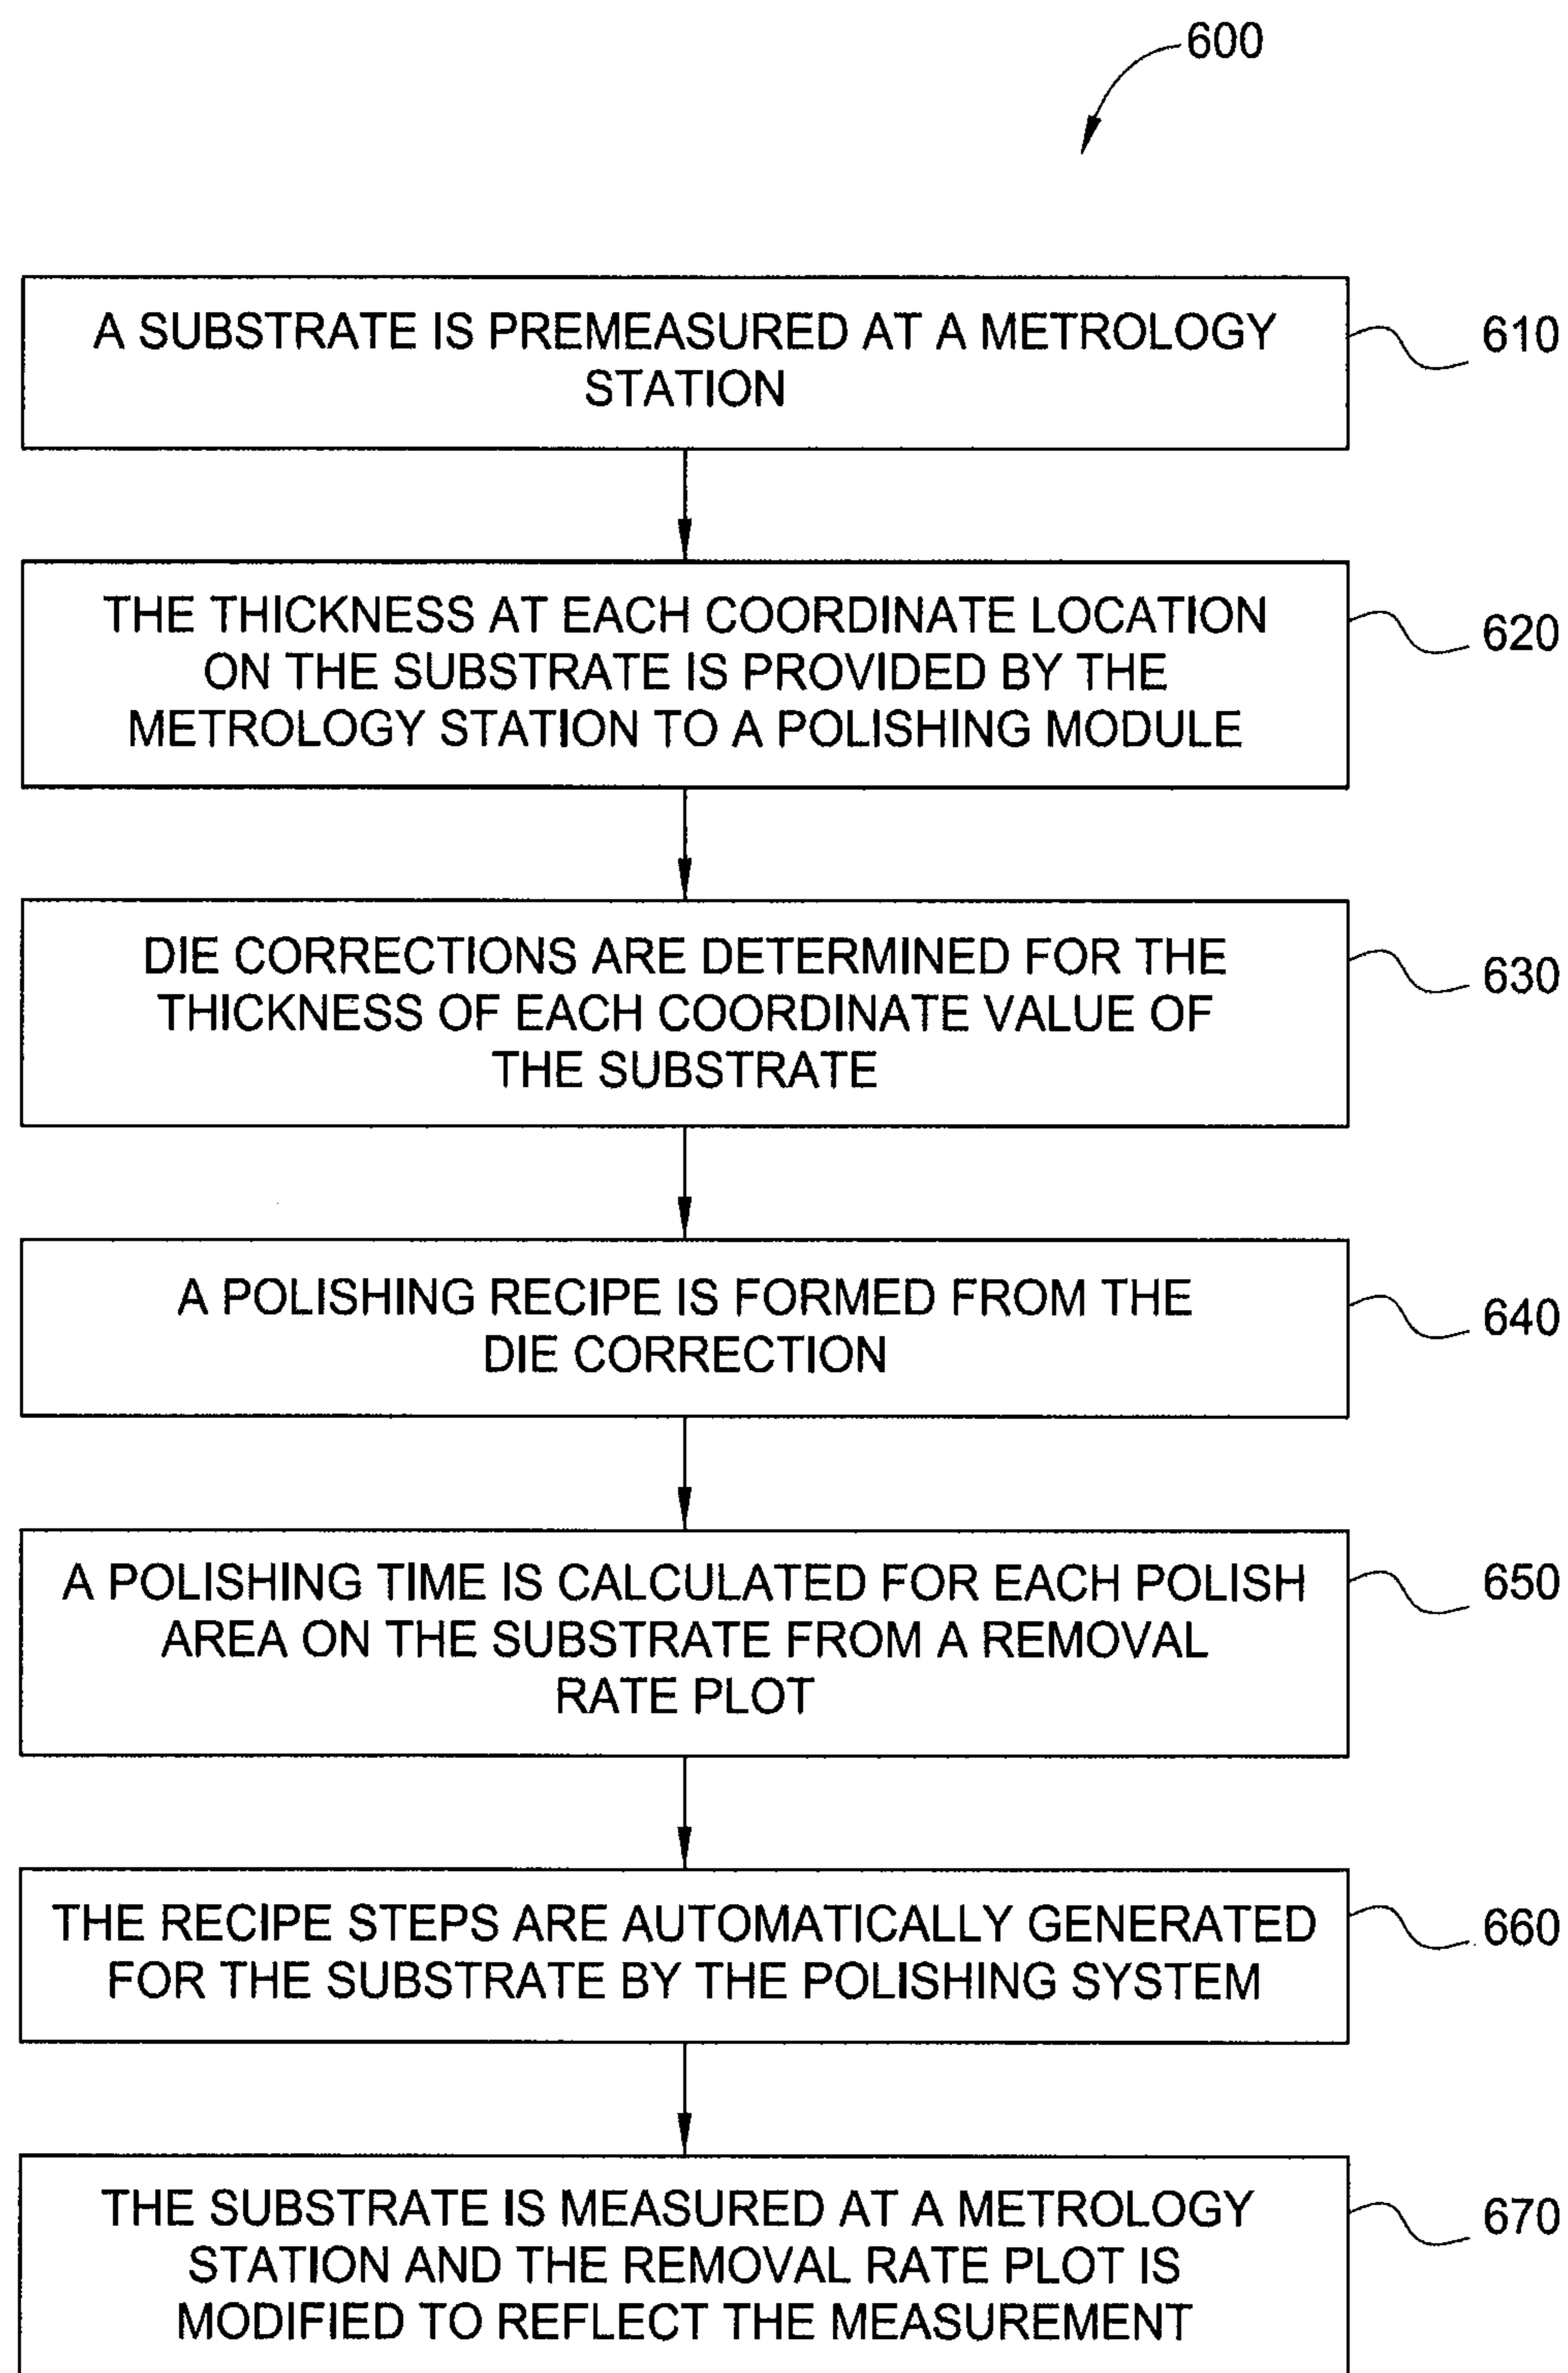 600
A SUBSTRATE IS PREMEASURED AT A METROLOGY
STATION
610
THE THICKNESS AT EACH COORDINATE LOCATION
ON THE SUBSTRATE IS PROVIDED BY THE
METROLOGY STATION TO A POLISHING MODULE
620
DIE CORRECTIONS ARE DETERMINED FOR THE
THICKNESS OF EACH COORDINATE VALUE OF
THE SUBSTRATE
630
A POLISHING RECIPE IS FORMED FROM THE
DIE CORRECTION
640
A POLISHING TIME IS CALCULATED FOR EACH POLISH
AREA ON THE SUBSTRATE FROM A REMOVAL
RATE PLOT
650
THE RECIPE STEPS ARE AUTOMATICALLY GENERATED
FOR THE SUBSTRATE BY THE POLISHING SYSTEM
660
THE SUBSTRATE IS MEASURED AT A METROLOGY
STATION AND THE REMOVAL RATE PLOT IS
MODIFIED TO REFLECT THE MEASUREMENT
670